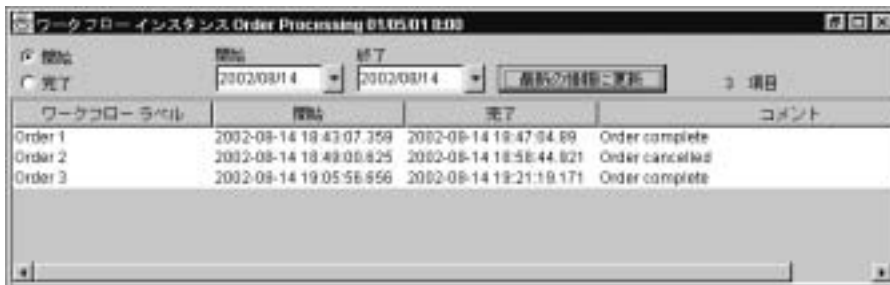 ワークフロー インスタンス Order Processing 01/05/01 0:00
開始
完了
開始
終了
2002/08/14
2002/08/14
最新の情報に更新
3 項目
ワークフロー ラベル 開始 完了 コメント
Order 1 2002-08-14 18:43:07.359 2002-08-14 18:47:04.89 Order complete
Order 2 2002-08-14 18:49:00.625 2002-08-14 18:58:44.921 Order cancelled
Order 3 2002-08-14 19:05:56.656 2002-08-14 19:21:19.171 Order complete